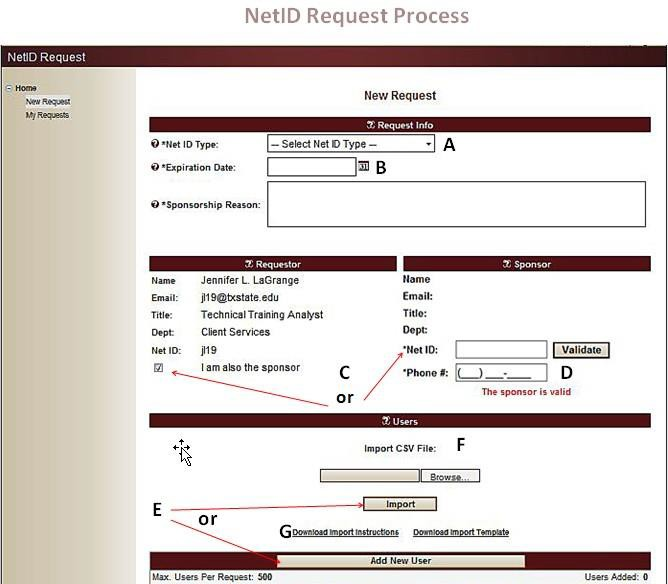 NetID Request Process
NetID Request
Home
New Request
My Requests
New Request
Request Info
*Net ID Type: -- Select Net ID Type -- A
*Expiration Date: B
*Sponsorship Reason:
Requestor
Name Jennifer L. LaGrange
Email: jl19@txstate.edu
Title: Technical Training Analyst
Dept: Client Services
Net ID: jl19
I am also the sponsor
C
or
Sponsor
Name
Email:
Title:
Dept:
*Net ID: Validate
*Phone #: (___) ___-____ D
The sponsor is valid
Users
Import CSV File: F
Browse...
Import
E or
G Download Import Instructions Download Import Template
Add New User
Max. Users Per Request: 500 Users Added: 0